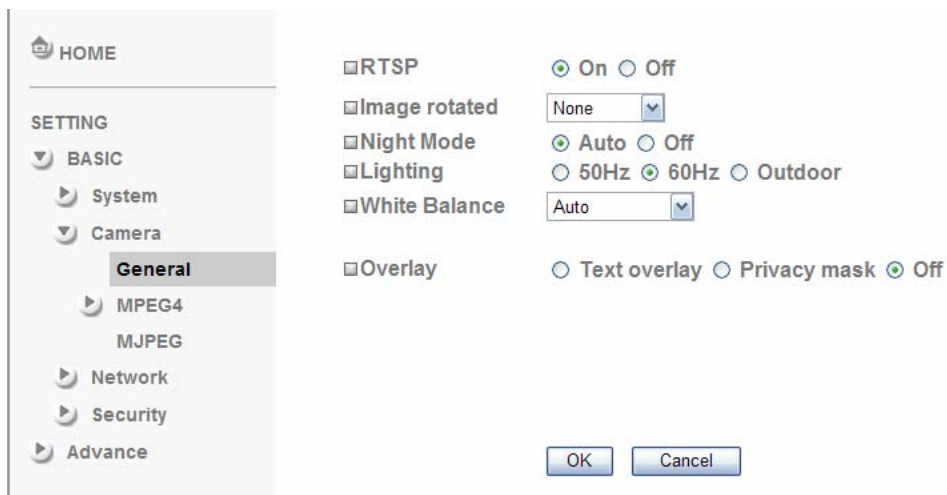 HOME
SETTING
BASIC
System
Camera
General
MPEG4
MJPEG
Network
Security
Advance
RTSP On Off
Image rotated None
Night Mode Auto Off
Lighting 50Hz 60Hz Outdoor
White Balance Auto
Overlay Text overlay Privacy mask Off
OK Cancel